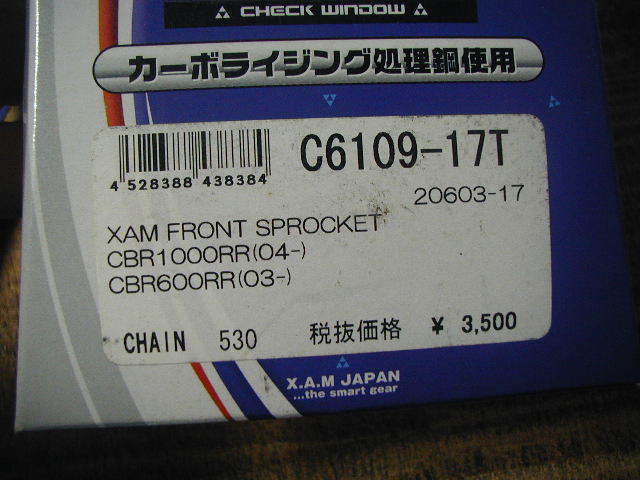 CHECK WINDOW
カーボライジング処理鋼使用
C6109-17T
4 528388 438384
20603-17
XAM FRONT SPROCKET
CBR1000RR(04-)
CBR600RR(03-)
CHAIN 530 税抜価格 ¥ 3,500
X.A.M JAPAN
...the smart gear